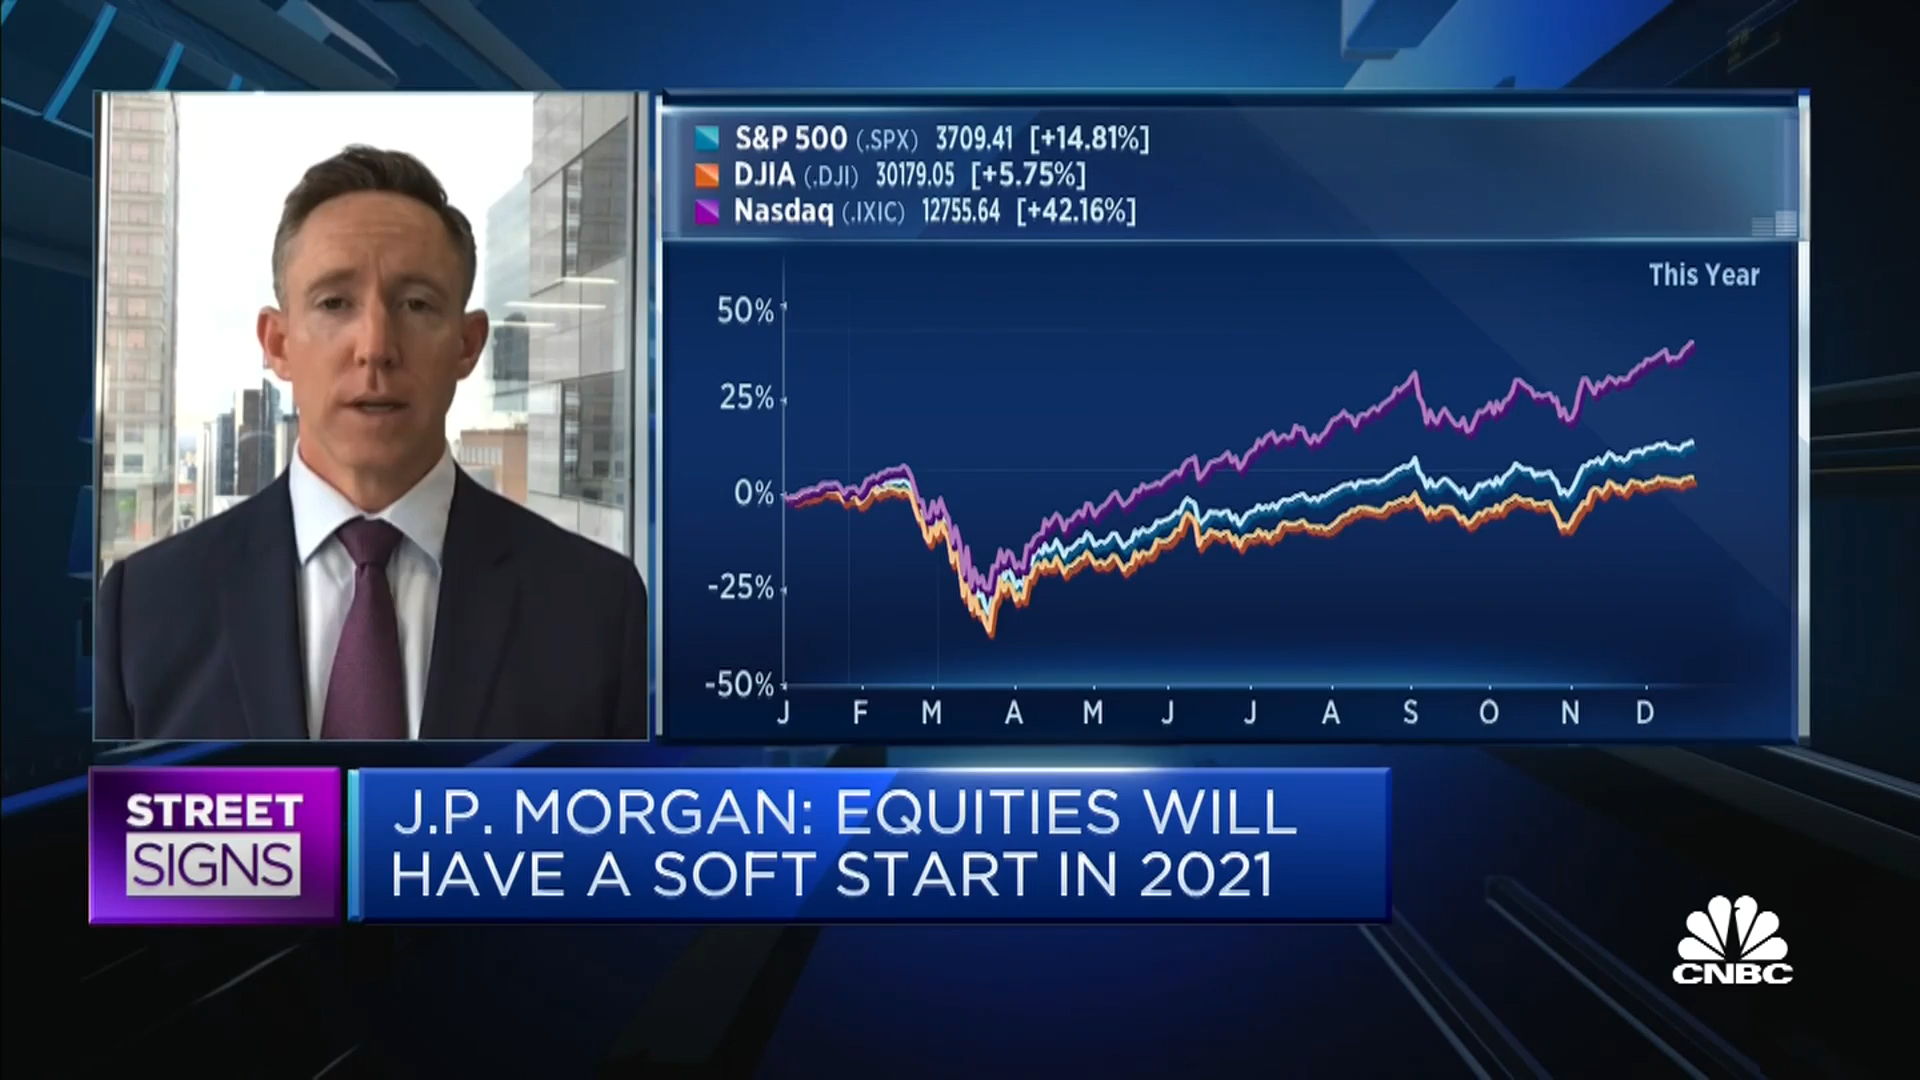 S&P 500 (.SPX) 3709.41 [+14.81%]
DJIA (.DJI) 30179.05 [+5.75%]
Nasdaq (.IXIC) 12755.64 [+42.16%]
This Year
50%
25%
0%
-25%
-50%
J F M A M J J A S O N D
STREET
SIGNS
J.P. MORGAN: EQUITIES WILL
HAVE A SOFT START IN 2021
CNBC